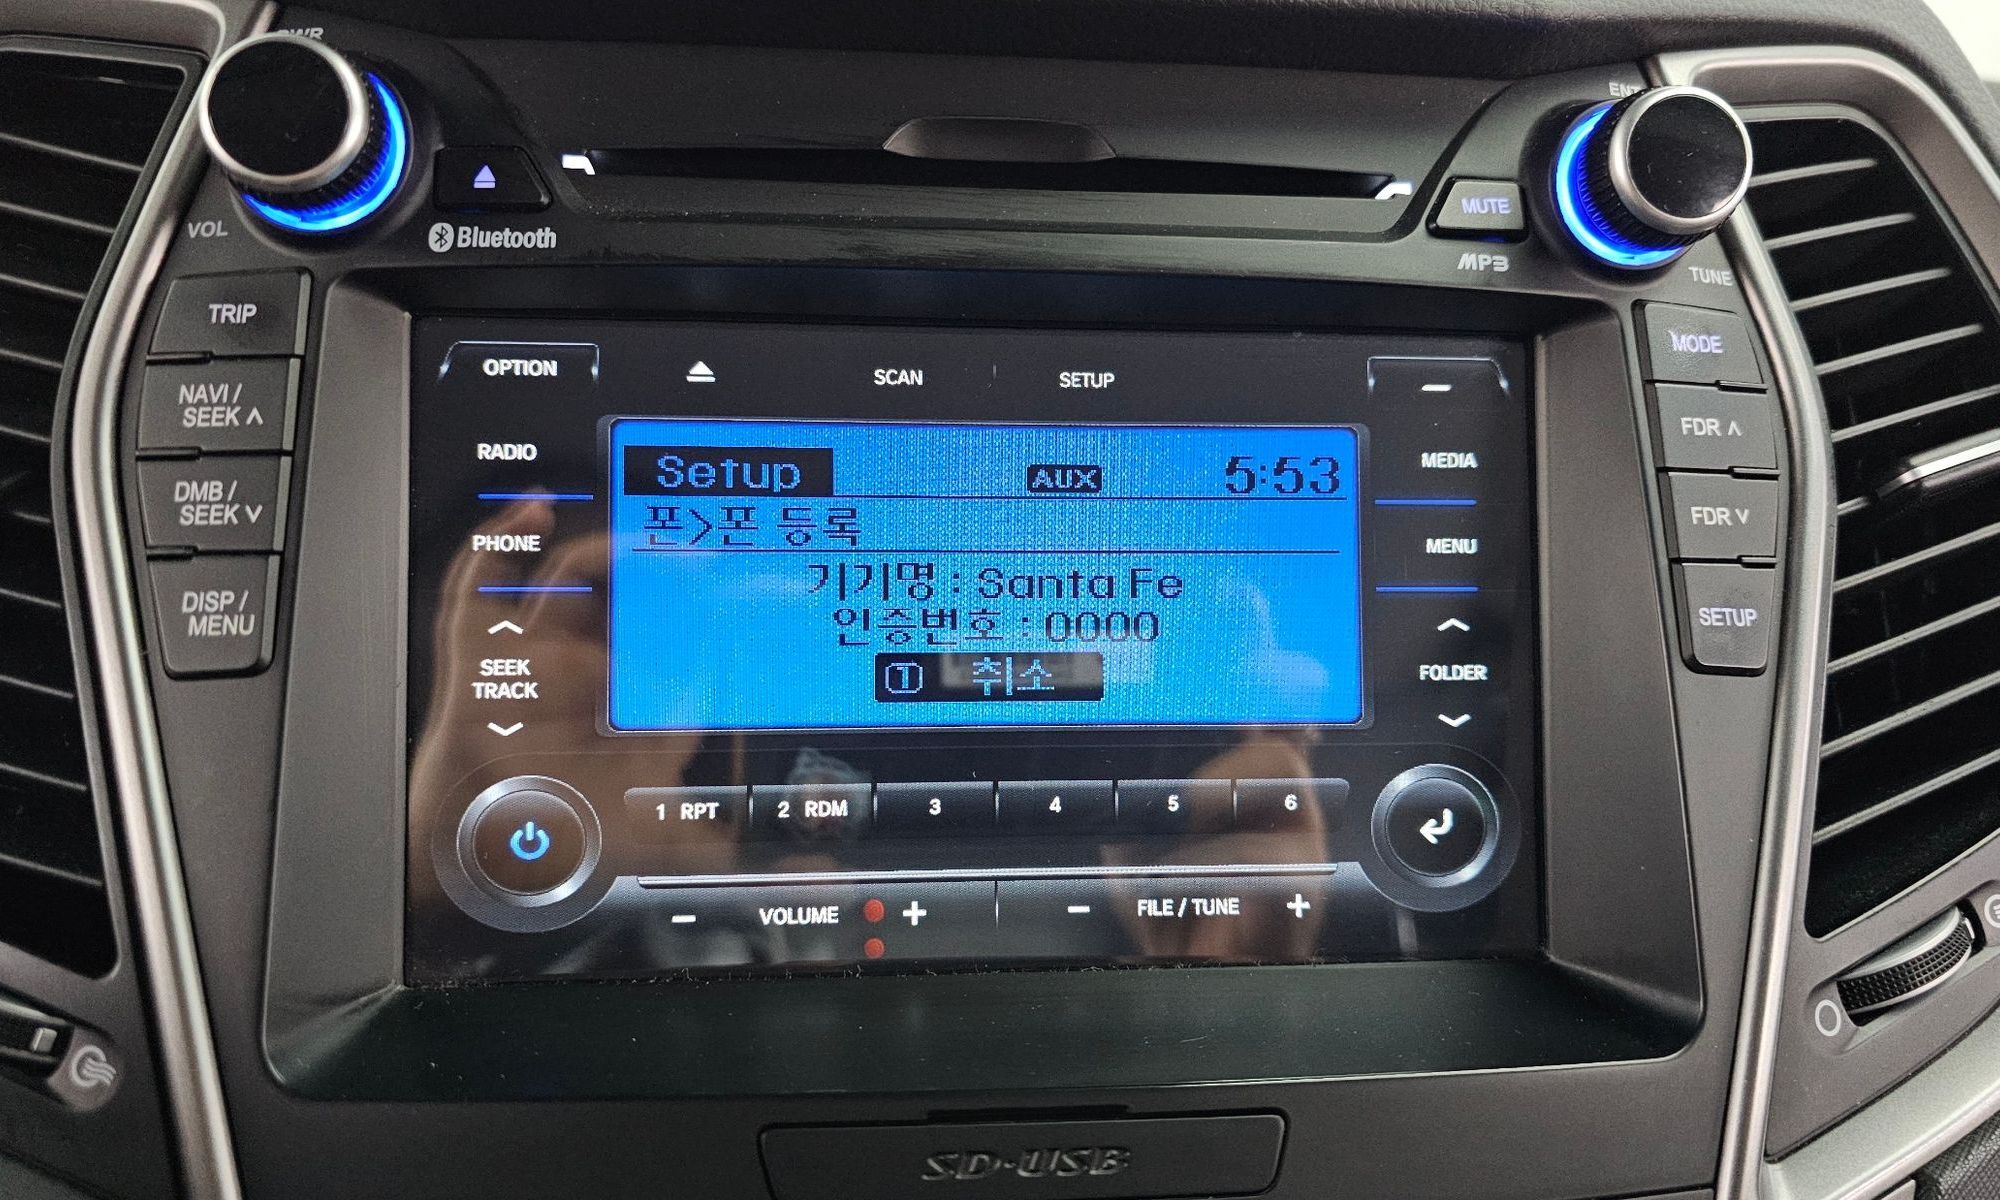 PWR
VOL
Bluetooth
TRIP
NAVI /
SEEK ∧
DMB /
SEEK ∨
DISP /
MENU
OPTION
SCAN
SETUP
RADIO
PHONE
SEEK
TRACK
Setup AUX 5:53
폰>폰 등록
기기명 : Santa Fe
인증번호 : 0000
① 취소
MEDIA
MENU
FOLDER
1 RPT 2 RDM 3 4 5 6
− VOLUME + − FILE / TUNE +
MUTE
MP3
TUNE
MODE
FDR ∧
FDR ∨
SETUP
SD·USB